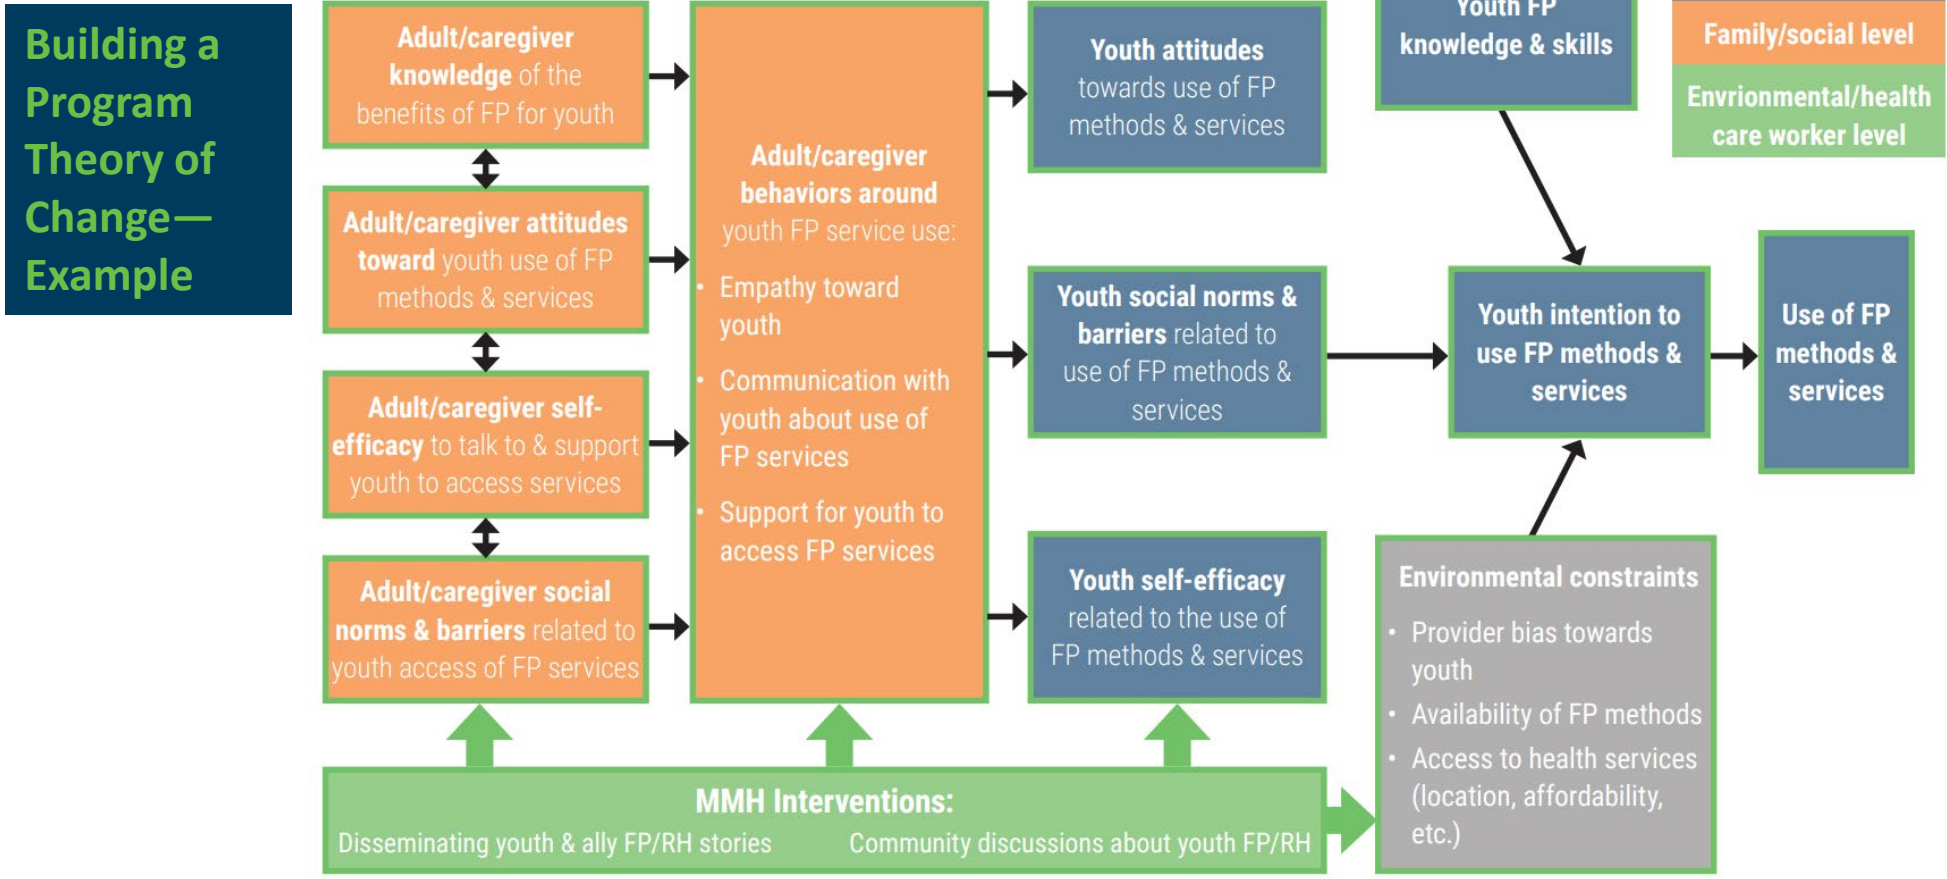 Building a
Program
Theory of
Change—
Example
Adult/caregiver
knowledge of the
benefits of FP for youth
Adult/caregiver attitudes
toward youth use of FP
methods & services
Adult/caregiver self-
efficacy to talk to & support
youth to access services
Adult/caregiver social
norms & barriers related to
youth access of FP services
Adult/caregiver
behaviors around
youth FP service use:
• Empathy toward
youth
• Communication with
youth about use of
FP services
• Support for youth to
access FP services
Youth attitudes
towards use of FP
methods & services
Youth social norms &
barriers related to
use of FP methods &
services
Youth self-efficacy
related to the use of
FP methods & services
Youth FP
knowledge & skills
Youth intention to
use FP methods &
services
Use of FP
methods &
services
Environmental constraints
• Provider bias towards
youth
• Availability of FP methods
• Access to health services
(location, affordability,
etc.)
Family/social level
Envrionmental/health
care worker level
MMH Interventions:
Disseminating youth & ally FP/RH stories
Community discussions about youth FP/RH